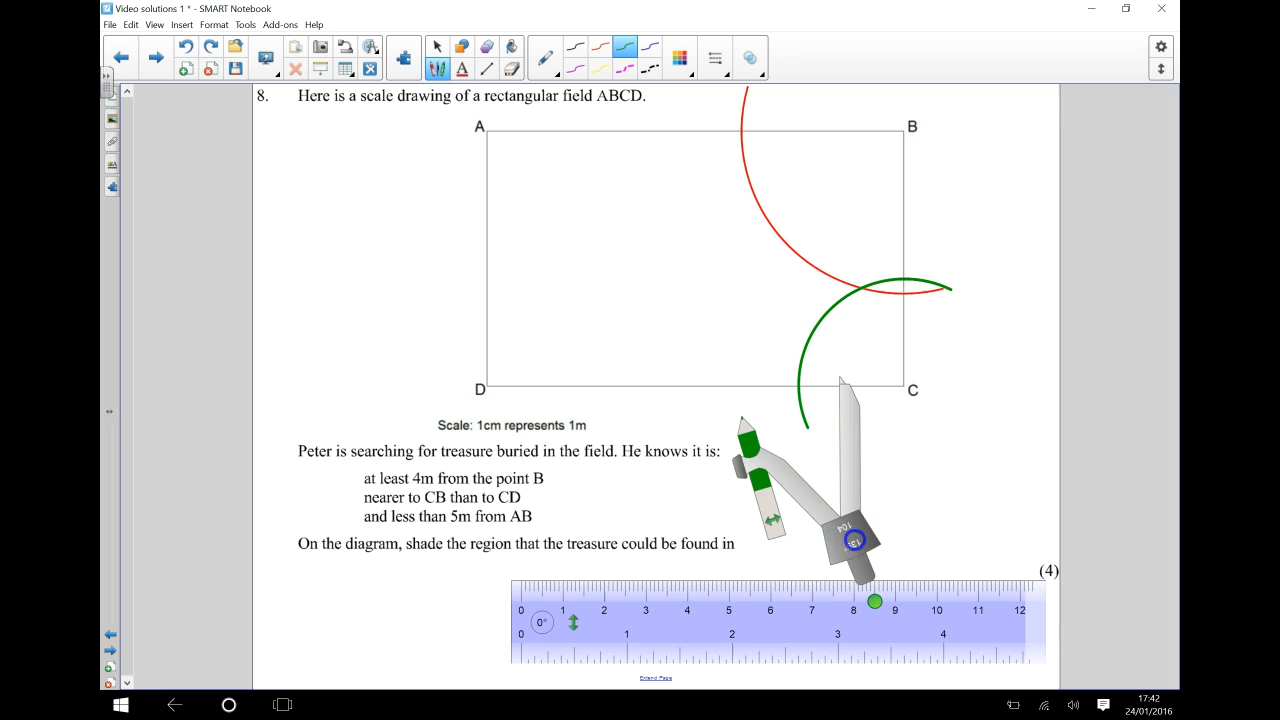 Video solutions 1 * - SMART Notebook
File Edit View Insert Format Tools Add-ons Help
8. Here is a scale drawing of a rectangular field ABCD.
A B
D C
Scale: 1cm represents 1m
Peter is searching for treasure buried in the field. He knows it is:
at least 4m from the point B
nearer to CB than to CD
and less than 5m from AB
On the diagram, shade the region that the treasure could be found in
(4)
0 1 2 3 4 5 6 7 8 9 10 11 12
0°
0 1 2 3 4
Extend Page
17:42
24/01/2016